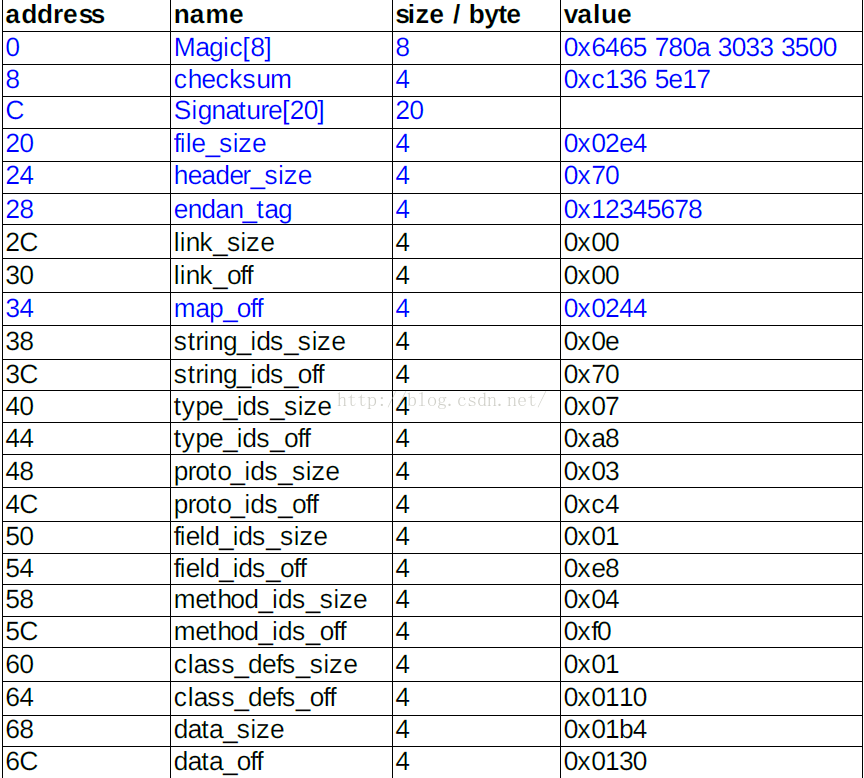 address name size / byte value
0 Magic[8] 8 0x6465 780a 3033 3500
8 checksum 4 0xc136 5e17
C Signature[20] 20
20 file_size 4 0x02e4
24 header_size 4 0x70
28 endan_tag 4 0x12345678
2C link_size 4 0x00
30 link_off 4 0x00
34 map_off 4 0x0244
38 string_ids_size 4 0x0e
3C string_ids_off 4 0x70
http://blog.csdn.net/
40 type_ids_size 4 0x07
44 type_ids_off 4 0xa8
48 proto_ids_size 4 0x03
4C proto_ids_off 4 0xc4
50 field_ids_size 4 0x01
54 field_ids_off 4 0xe8
58 method_ids_size 4 0x04
5C method_ids_off 4 0xf0
60 class_defs_size 4 0x01
64 class_defs_off 4 0x0110
68 data_size 4 0x01b4
6C data_off 4 0x0130